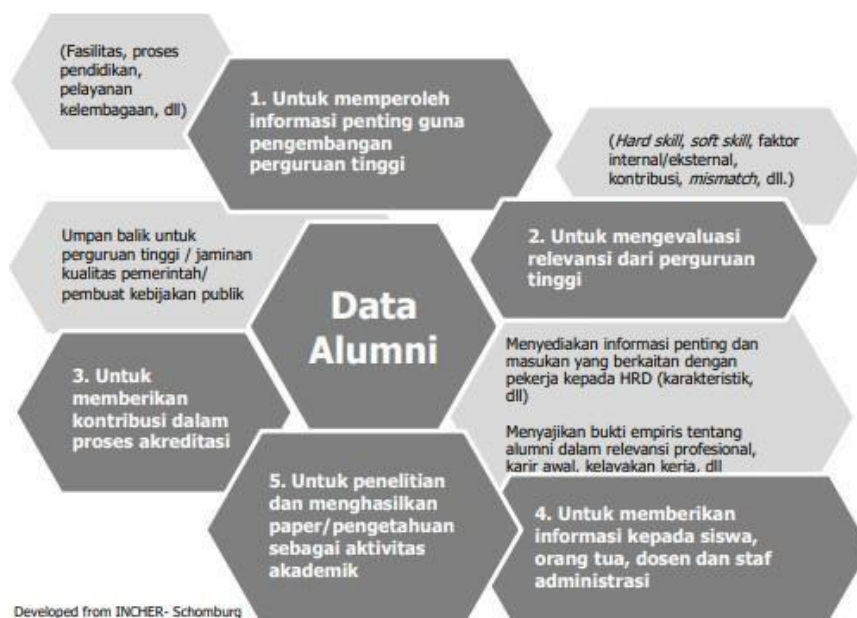 (Fasilitas, proses
pendidikan,
pelayanan
kelembagaan, dll)
1. Untuk memperoleh
informasi penting guna
pengembangan
perguruan tinggi
(Hard skill, soft skill, faktor
internal/eksternal,
kontribusi, mismatch, dll.)
2. Untuk mengevaluasi
relevansi dari perguruan
tinggi
Umpan balik untuk
perguruan tinggi / jaminan
kualitas pemerintah/
pembuat kebijakan publik
Data
Alumni
3. Untuk
memberikan
kontribusi dalam
proses akreditasi
Menyediakan informasi penting dan
masukan yang berkaitan dengan
pekerja kepada HRD (karakteristik,
dll)
Menyajikan bukti empiris tentang
alumni dalam relevansi profesional,
karir awal, kelayakan kerja, dll
5. Untuk penelitian
dan menghasilkan
paper/pengetahuan
sebagai aktivitas
akademik
4. Untuk memberikan
informasi kepada siswa,
orang tua, dosen dan staf
administrasi
Developed from INCHER- Schomburg